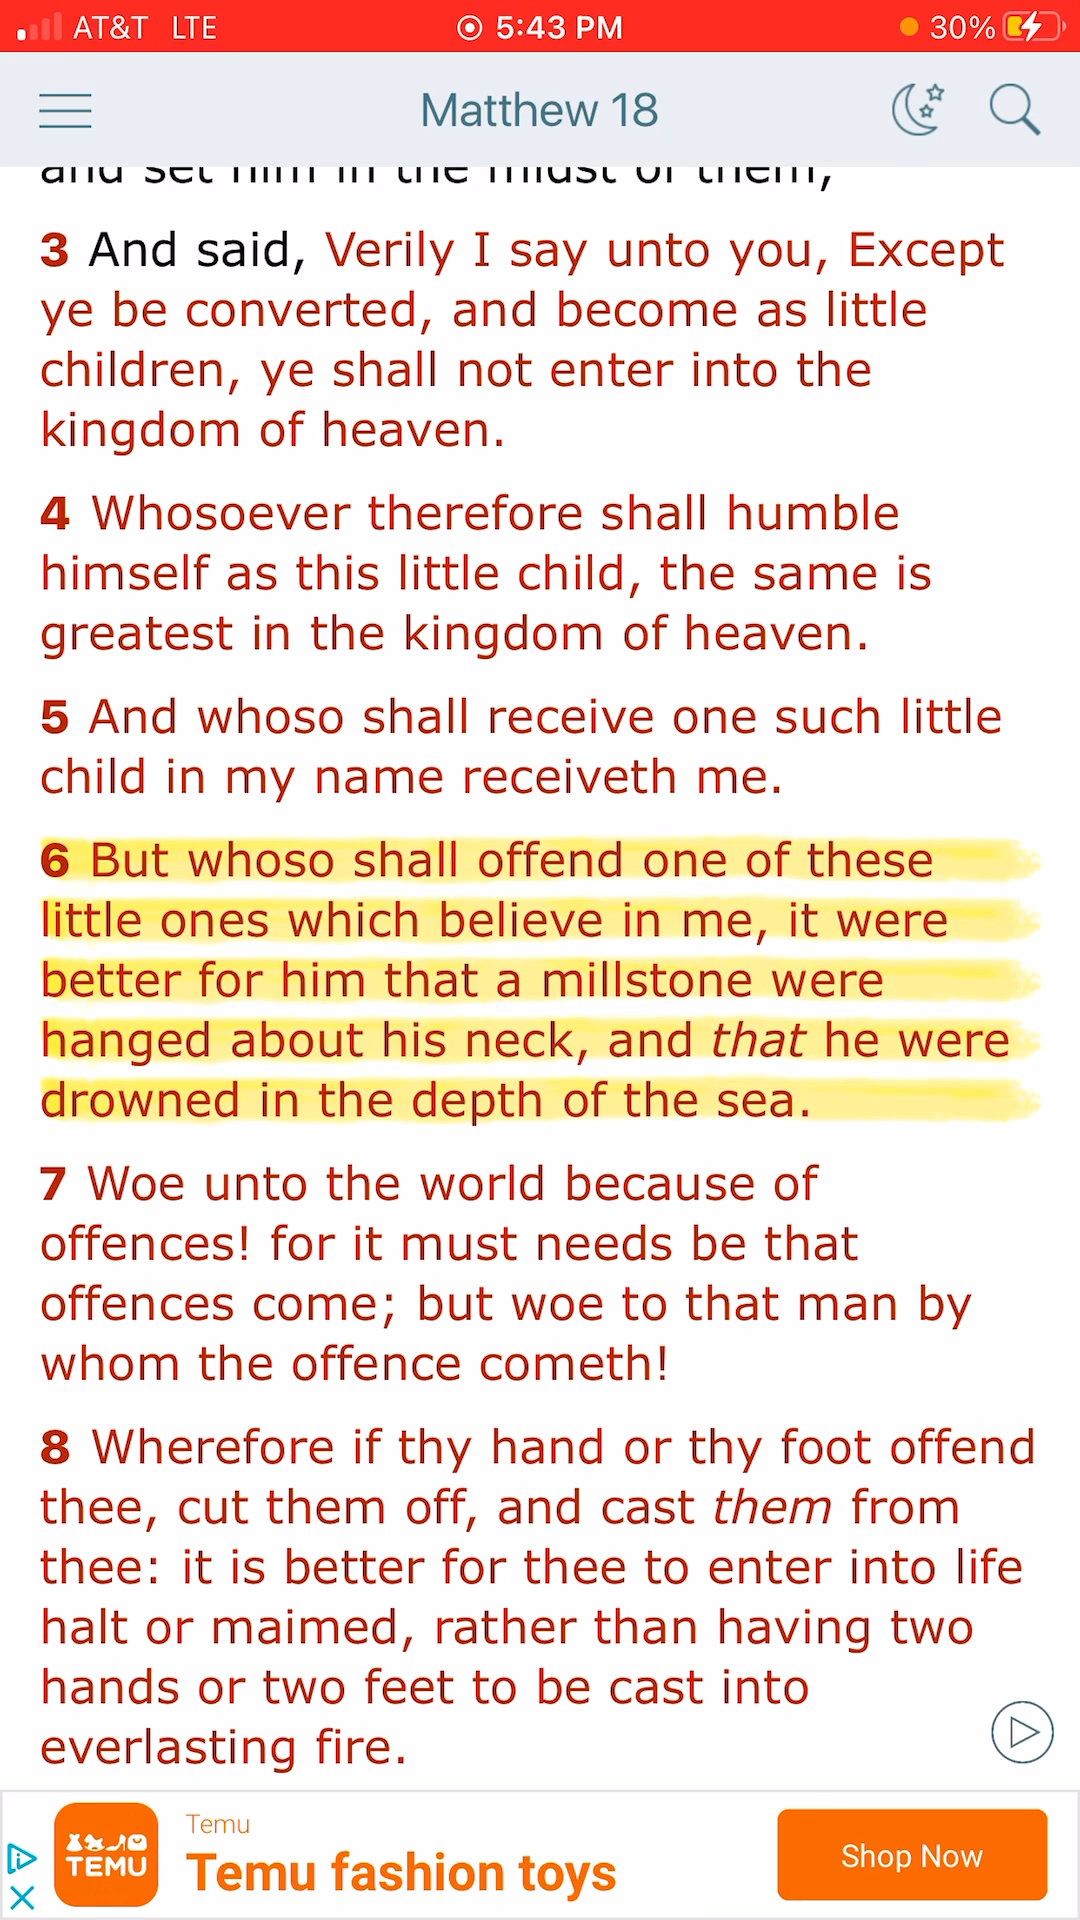 AT&T LTE
5:43 PM
30%
Matthew 18
and set him in the midst of them,
3 And said, Verily I say unto you, Except
ye be converted, and become as little
children, ye shall not enter into the
kingdom of heaven.
4 Whosoever therefore shall humble
himself as this little child, the same is
greatest in the kingdom of heaven.
5 And whoso shall receive one such little
child in my name receiveth me.
6 But whoso shall offend one of these
little ones which believe in me, it were
better for him that a millstone were
hanged about his neck, and that he were
drowned in the depth of the sea.
7 Woe unto the world because of
offences! for it must needs be that
offences come; but woe to that man by
whom the offence cometh!
8 Wherefore if thy hand or thy foot offend
thee, cut them off, and cast them from
thee: it is better for thee to enter into life
halt or maimed, rather than having two
hands or two feet to be cast into
everlasting fire.
TEMU
Temu
Temu fashion toys
Shop Now